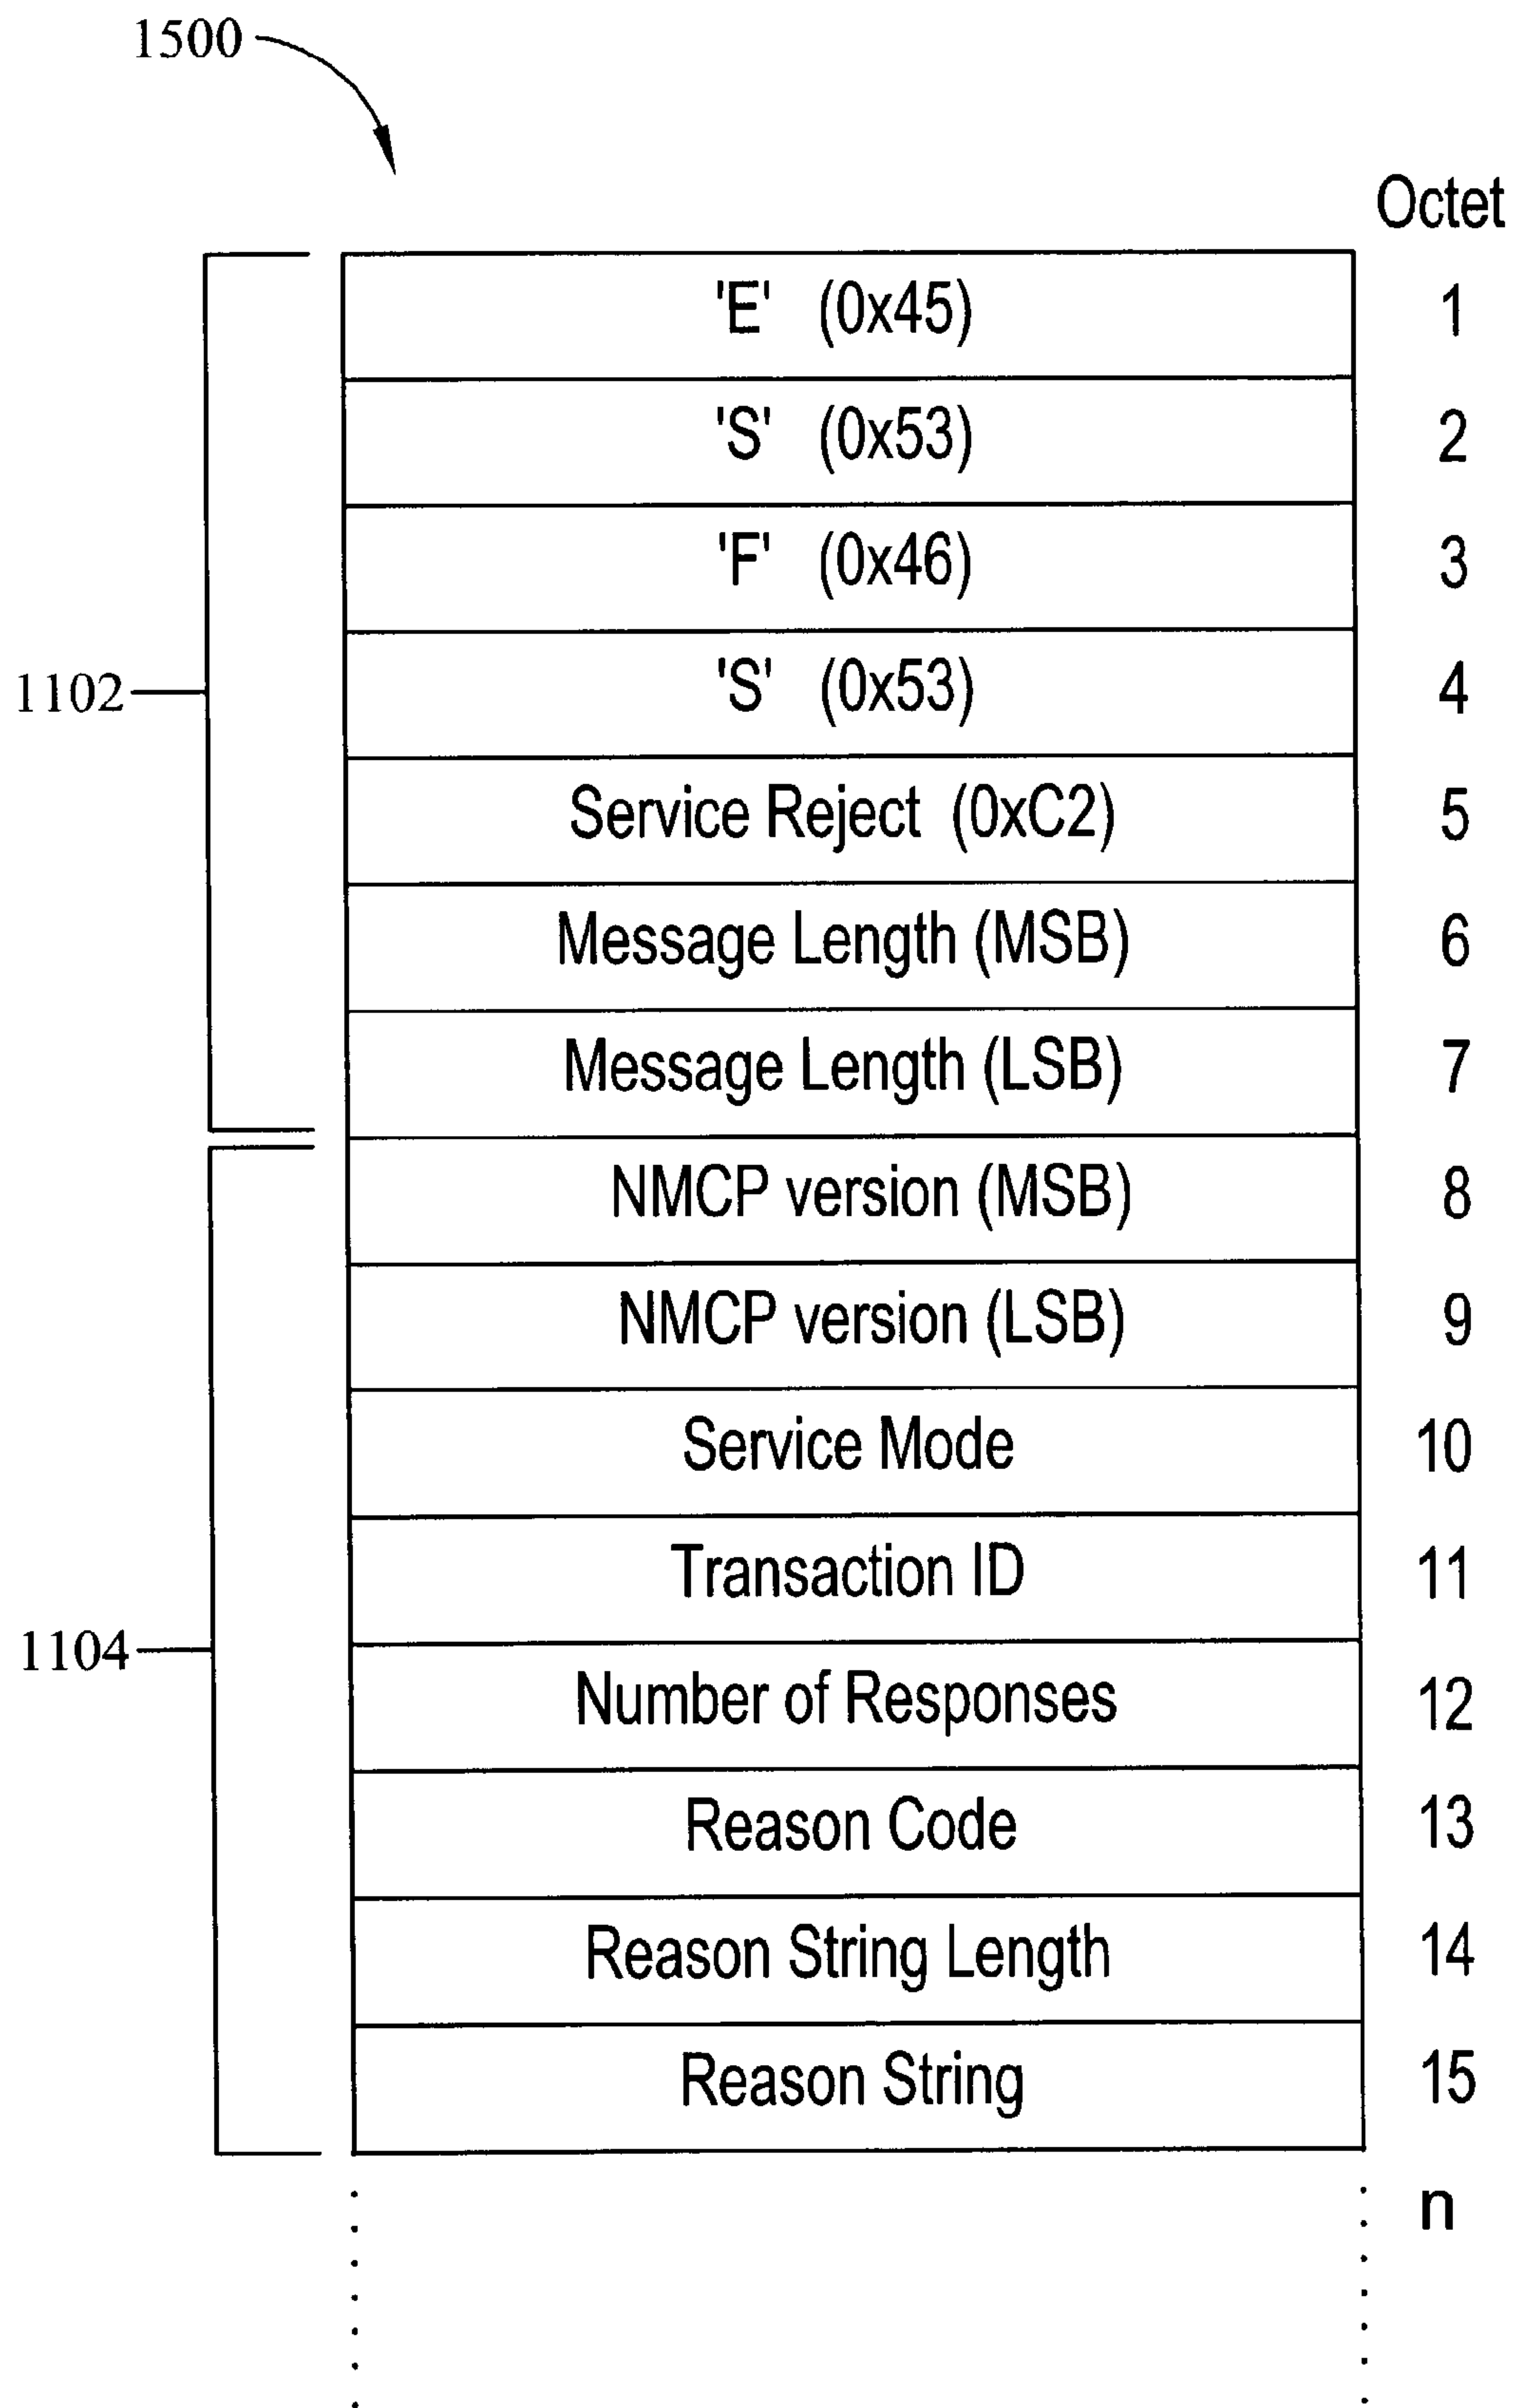 1500
Octet
'E' (0x45) 1
'S' (0x53) 2
'F' (0x46) 3
1102 'S' (0x53) 4
Service Reject (0xC2) 5
Message Length (MSB) 6
Message Length (LSB) 7
NMCP version (MSB) 8
NMCP version (LSB) 9
Service Mode 10
Transaction ID 11
1104 Number of Responses 12
Reason Code 13
Reason String Length 14
Reason String 15
n